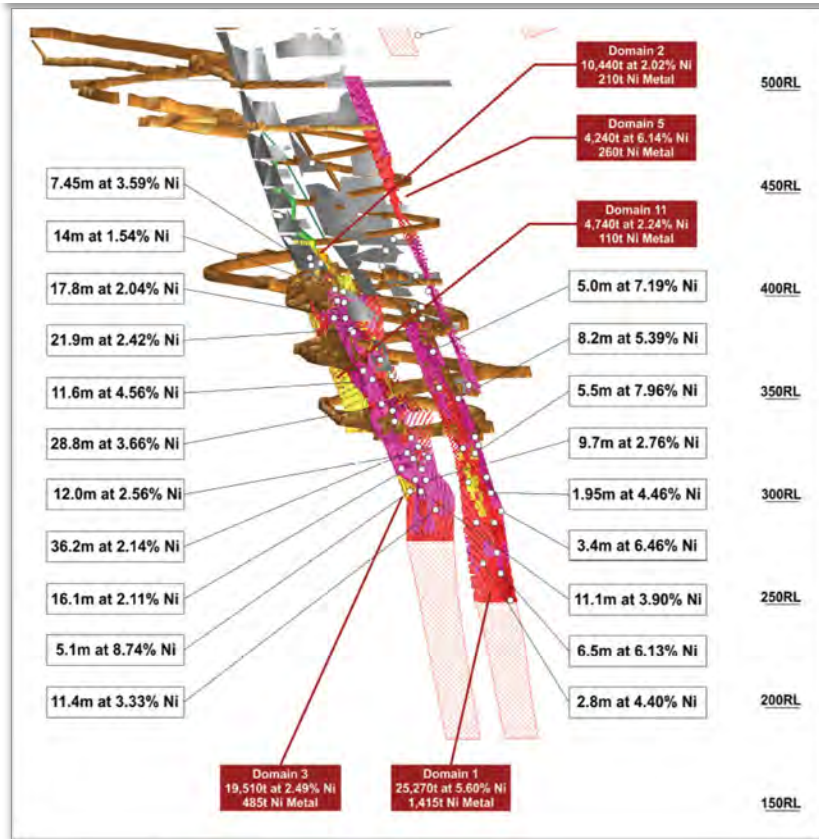 Domain 2
10,440t at 2.02% Ni
210t Ni Metal
Domain 5
4,240t at 6.14% Ni
260t Ni Metal
Domain 11
4,740t at 2.24% Ni
110t Ni Metal
7.45m at 3.59% Ni
14m at 1.54% Ni
17.8m at 2.04% Ni
21.9m at 2.42% Ni
11.6m at 4.56% Ni
28.8m at 3.66% Ni
12.0m at 2.56% Ni
36.2m at 2.14% Ni
16.1m at 2.11% Ni
5.1m at 8.74% Ni
11.4m at 3.33% Ni
5.0m at 7.19% Ni
8.2m at 5.39% Ni
5.5m at 7.96% Ni
9.7m at 2.76% Ni
1.95m at 4.46% Ni
3.4m at 6.46% Ni
11.1m at 3.90% Ni
6.5m at 6.13% Ni
2.8m at 4.40% Ni
500RL
450RL
400RL
350RL
300RL
250RL
200RL
150RL
Domain 3
19,510t at 2.49% Ni
485t Ni Metal
Domain 1
25,270t at 5.60% Ni
1,415t Ni Metal